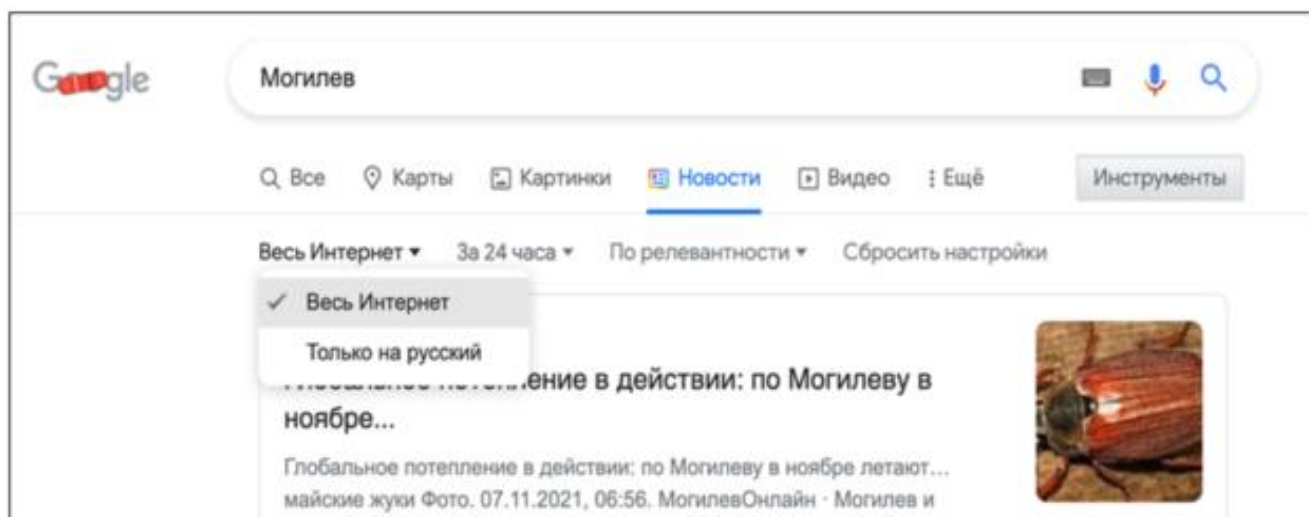 Google
Могилев
Все Карты Картинки Новости Видео Ещё Инструменты
Весь Интернет За 24 часа По релевантности Сбросить настройки
Весь Интернет
Только на русский
в действии: по Могилеву в
ноябре...
Глобальное потепление в действии: по Могилеву в ноябре летают...
майские жуки Фото. 07.11.2021, 06:56. МогилевОнлайн · Могилев и